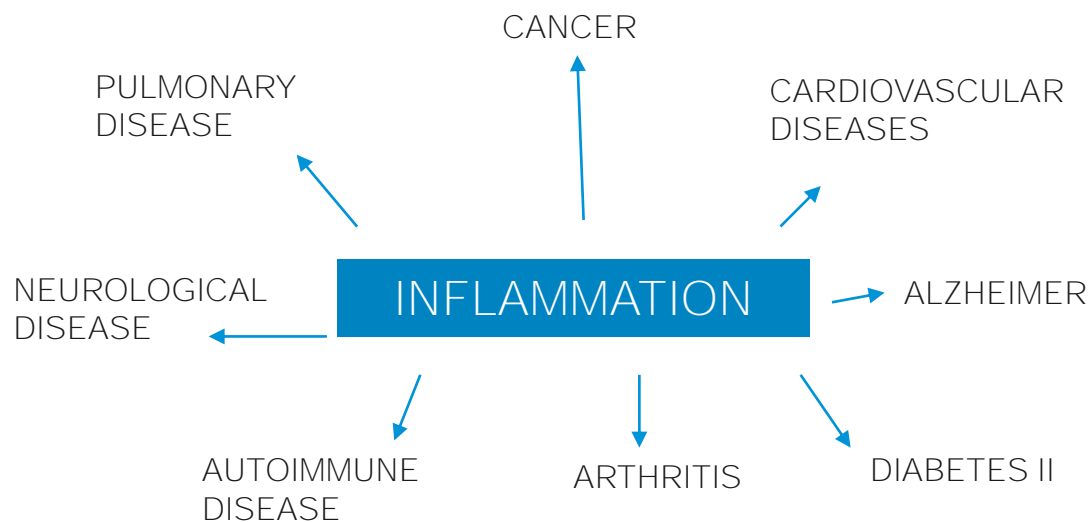 CANCER
PULMONARY
DISEASE
CARDIOVASCULAR
DISEASES
NEUROLOGICAL
DISEASE
INFLAMMATION
ALZHEIMER
AUTOIMMUNE
DISEASE
ARTHRITIS
DIABETES II